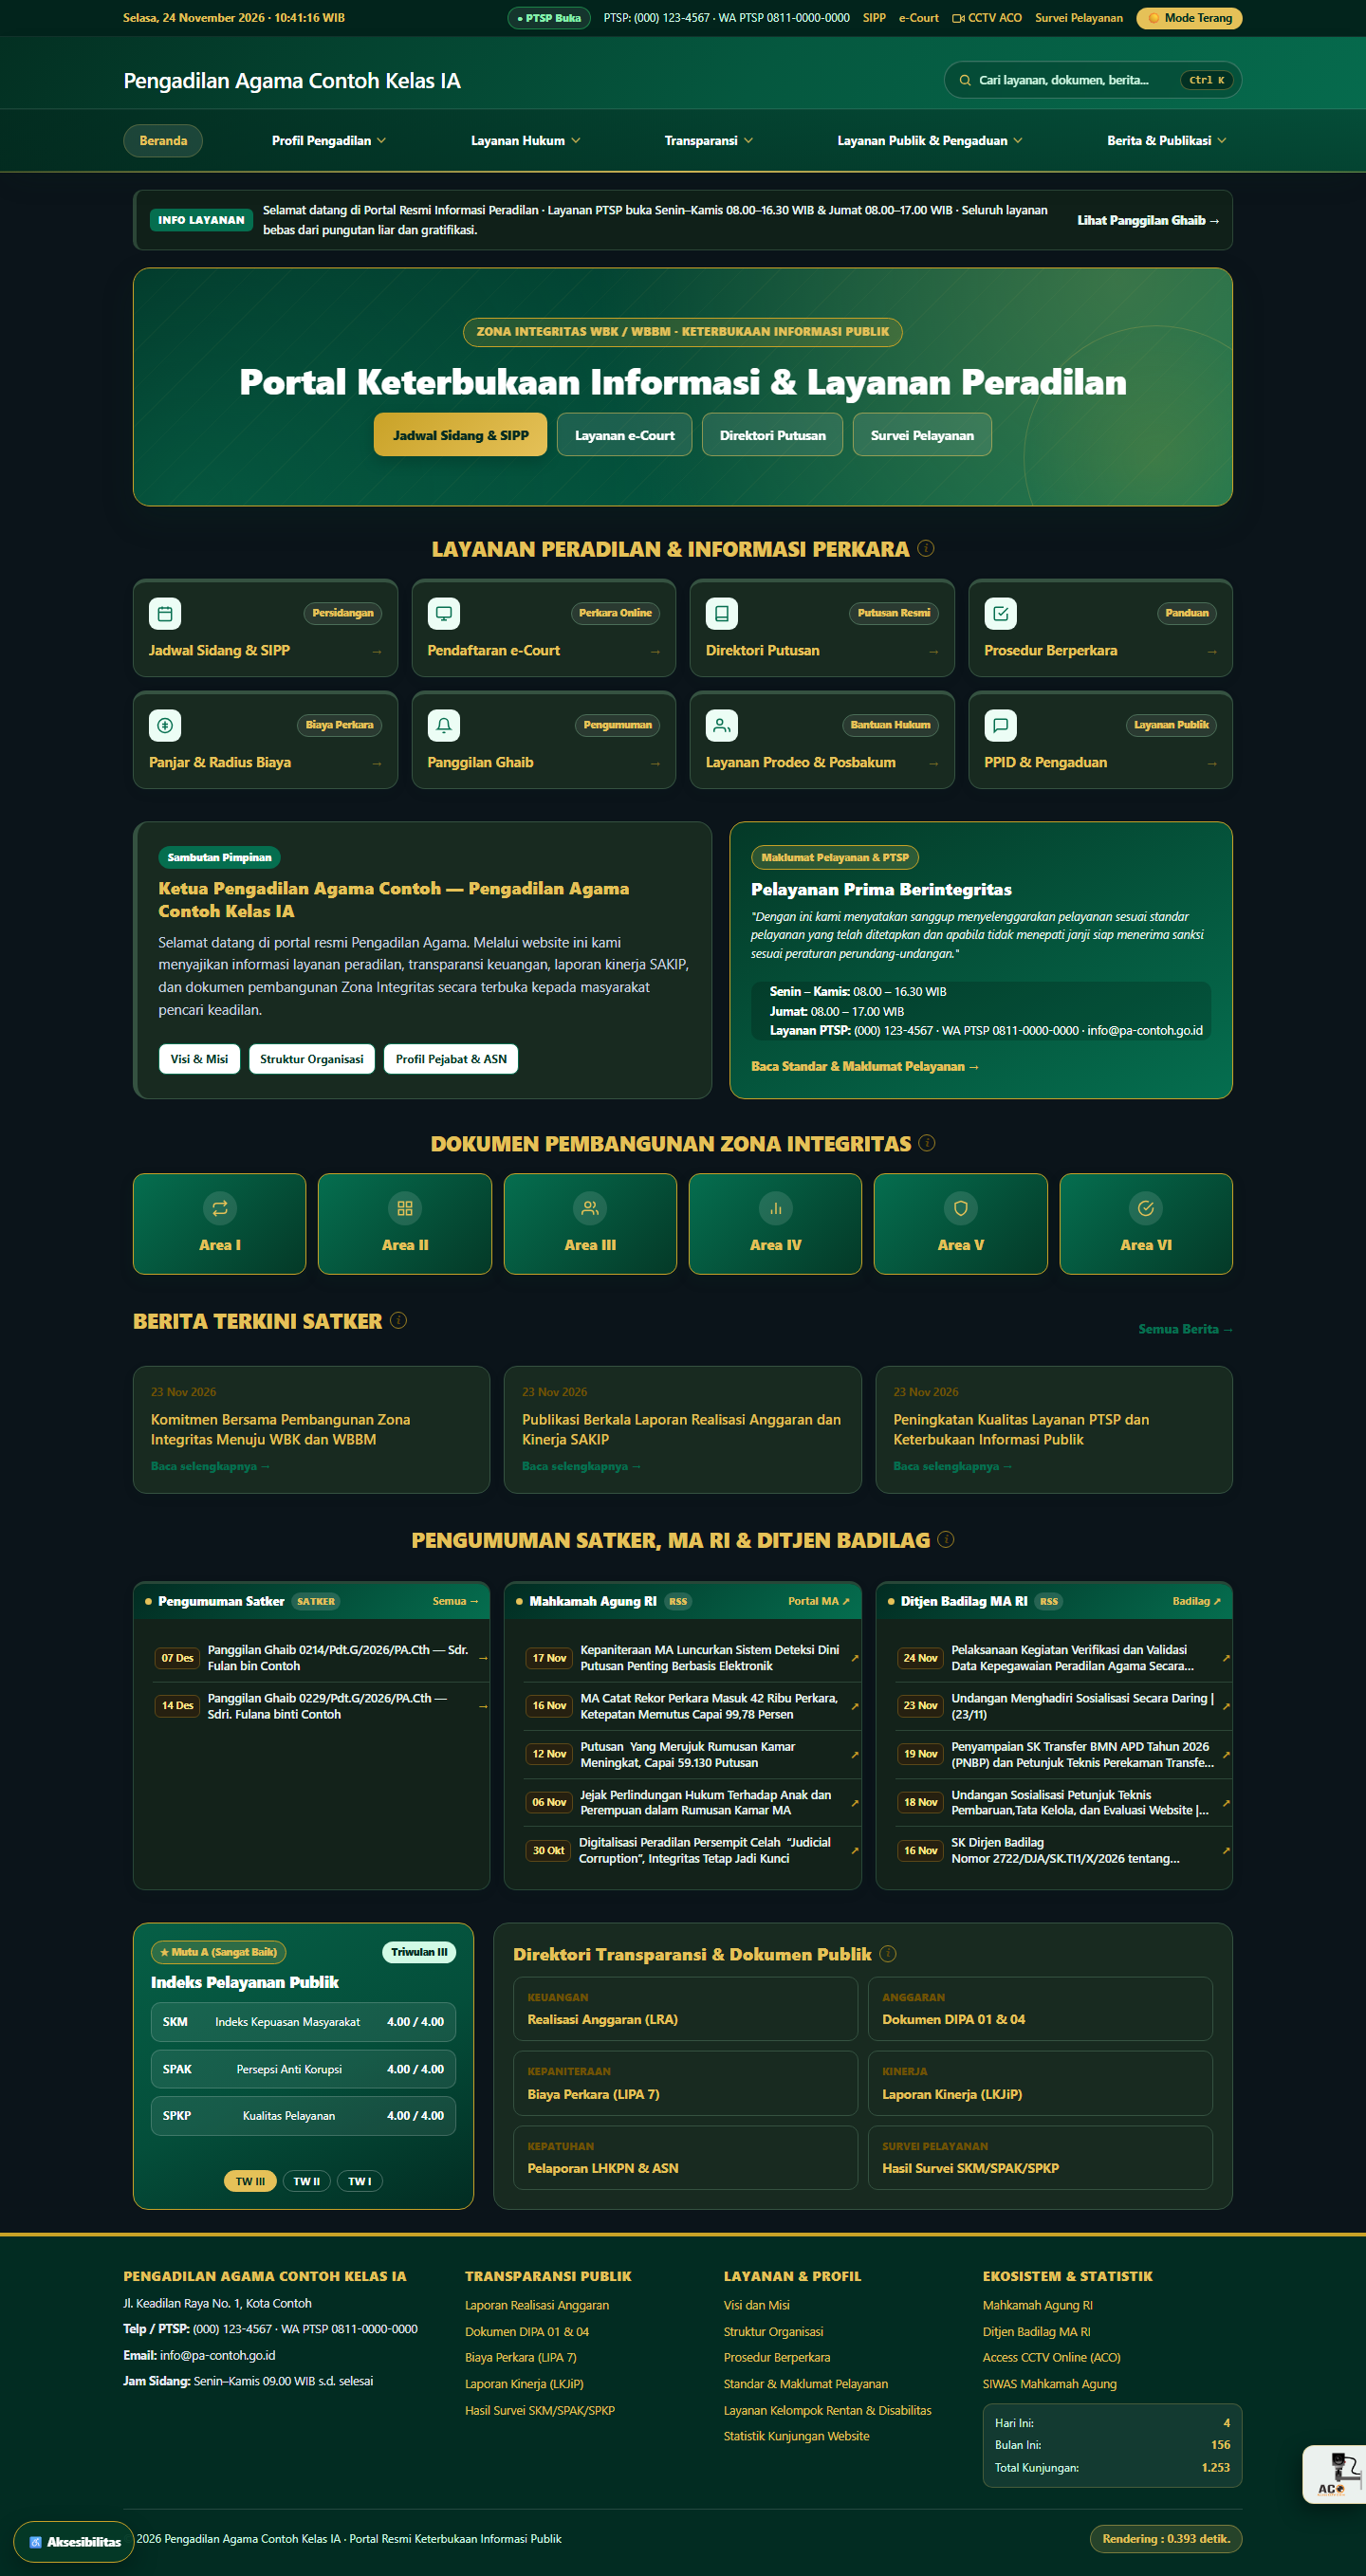 Selasa, 24 November 2026 · 10:41:16 WIB
● PTSP Buka
PTSP: (000) 123-4567 · WA PTSP 0811-0000-0000
SIPP
e-Court
CCTV ACO
Survei Pelayanan
Mode Terang
Pengadilan Agama Contoh Kelas IA
Cari layanan, dokumen, berita...
Ctrl K
Beranda
Profil Pengadilan
Layanan Hukum
Transparansi
Layanan Publik & Pengaduan
Berita & Publikasi
INFO LAYANAN
Selamat datang di Portal Resmi Informasi Peradilan · Layanan PTSP buka Senin–Kamis 08.00–16.30 WIB & Jumat 08.00–17.00 WIB · Seluruh layanan
bebas dari pungutan liar dan gratifikasi.
Lihat Panggilan Ghaib →
ZONA INTEGRITAS WBK / WBBM · KETERBUKAAN INFORMASI PUBLIK
Portal Keterbukaan Informasi & Layanan Peradilan
Jadwal Sidang & SIPP
Layanan e-Court
Direktori Putusan
Survei Pelayanan
LAYANAN PERADILAN & INFORMASI PERKARA i
Persidangan
Jadwal Sidang & SIPP →
Perkara Online
Pendaftaran e-Court →
Putusan Resmi
Direktori Putusan →
Panduan
Prosedur Berperkara →
Biaya Perkara
Panjar & Radius Biaya →
Pengumuman
Panggilan Ghaib →
Bantuan Hukum
Layanan Prodeo & Posbakum →
Layanan Publik
PPID & Pengaduan →
Sambutan Pimpinan
Ketua Pengadilan Agama Contoh — Pengadilan Agama
Contoh Kelas IA
Selamat datang di portal resmi Pengadilan Agama. Melalui website ini kami
menyajikan informasi layanan peradilan, transparansi keuangan, laporan kinerja SAKIP,
dan dokumen pembangunan Zona Integritas secara terbuka kepada masyarakat
pencari keadilan.
Visi & Misi
Struktur Organisasi
Profil Pejabat & ASN
Maklumat Pelayanan & PTSP
Pelayanan Prima Berintegritas
"Dengan ini kami menyatakan sanggup menyelenggarakan pelayanan sesuai standar
pelayanan yang telah ditetapkan dan apabila tidak menepati janji siap menerima sanksi
sesuai peraturan perundang-undangan."
Senin – Kamis: 08.00 – 16.30 WIB
Jumat: 08.00 – 17.00 WIB
Layanan PTSP: (000) 123-4567 · WA PTSP 0811-0000-0000 · info@pa-contoh.go.id
Baca Standar & Maklumat Pelayanan →
DOKUMEN PEMBANGUNAN ZONA INTEGRITAS i
Area I
Area II
Area III
Area IV
Area V
Area VI
BERITA TERKINI SATKER i
Semua Berita →
23 Nov 2026
Komitmen Bersama Pembangunan Zona
Integritas Menuju WBK dan WBBM
Baca selengkapnya →
23 Nov 2026
Publikasi Berkala Laporan Realisasi Anggaran dan
Kinerja SAKIP
Baca selengkapnya →
23 Nov 2026
Peningkatan Kualitas Layanan PTSP dan
Keterbukaan Informasi Publik
Baca selengkapnya →
PENGUMUMAN SATKER, MA RI & DITJEN BADILAG i
Pengumuman Satker SATKER Semua →
07 Des
Panggilan Ghaib 0214/Pdt.G/2026/PA.Cth — Sdr.
Fulan bin Contoh →
14 Des
Panggilan Ghaib 0229/Pdt.G/2026/PA.Cth —
Sdri. Fulana binti Contoh →
Mahkamah Agung RI RSS Portal MA ↗
17 Nov
Kepaniteraan MA Luncurkan Sistem Deteksi Dini
Putusan Penting Berbasis Elektronik ↗
16 Nov
MA Catat Rekor Perkara Masuk 42 Ribu Perkara,
Ketepatan Memutus Capai 99,78 Persen ↗
12 Nov
Putusan Yang Merujuk Rumusan Kamar
Meningkat, Capai 59.130 Putusan ↗
06 Nov
Jejak Perlindungan Hukum Terhadap Anak dan
Perempuan dalam Rumusan Kamar MA ↗
30 Okt
Digitalisasi Peradilan Persempit Celah “Judicial
Corruption”, Integritas Tetap Jadi Kunci ↗
Ditjen Badilag MA RI RSS Badilag ↗
24 Nov
Pelaksanaan Kegiatan Verifikasi dan Validasi
Data Kepegawaian Peradilan Agama Secara... ↗
23 Nov
Undangan Menghadiri Sosialisasi Secara Daring |
(23/11) ↗
19 Nov
Penyampaian SK Transfer BMN APD Tahun 2026
(PNBP) dan Petunjuk Teknis Perekaman Transfe... ↗
18 Nov
Undangan Sosialisasi Petunjuk Teknis
Pembaruan,Tata Kelola, dan Evaluasi Website |... ↗
16 Nov
SK Dirjen Badilag
Nomor 2722/DJA/SK.TI1/X/2026 tentang... ↗
★ Mutu A (Sangat Baik)
Triwulan III
Indeks Pelayanan Publik
SKM Indeks Kepuasan Masyarakat 4.00 / 4.00
SPAK Persepsi Anti Korupsi 4.00 / 4.00
SPKP Kualitas Pelayanan 4.00 / 4.00
TW III
TW II
TW I
Direktori Transparansi & Dokumen Publik i
KEUANGAN
Realisasi Anggaran (LRA)
ANGGARAN
Dokumen DIPA 01 & 04
KEPANITERAAN
Biaya Perkara (LIPA 7)
KINERJA
Laporan Kinerja (LKJiP)
KEPATUHAN
Pelaporan LHKPN & ASN
SURVEI PELAYANAN
Hasil Survei SKM/SPAK/SPKP
PENGADILAN AGAMA CONTOH KELAS IA
Jl. Keadilan Raya No. 1, Kota Contoh
Telp / PTSP: (000) 123-4567 · WA PTSP 0811-0000-0000
Email: info@pa-contoh.go.id
Jam Sidang: Senin–Kamis 09.00 WIB s.d. selesai
TRANSPARANSI PUBLIK
Laporan Realisasi Anggaran
Dokumen DIPA 01 & 04
Biaya Perkara (LIPA 7)
Laporan Kinerja (LKJiP)
Hasil Survei SKM/SPAK/SPKP
LAYANAN & PROFIL
Visi dan Misi
Struktur Organisasi
Prosedur Berperkara
Standar & Maklumat Pelayanan
Layanan Kelompok Rentan & Disabilitas
Statistik Kunjungan Website
EKOSISTEM & STATISTIK
Mahkamah Agung RI
Ditjen Badilag MA RI
Access CCTV Online (ACO)
SIWAS Mahkamah Agung
Hari Ini: 4
Bulan Ini: 156
Total Kunjungan: 1.253
ACO
Aksesibilitas
2026 Pengadilan Agama Contoh Kelas IA · Portal Resmi Keterbukaan Informasi Publik
Rendering : 0.393 detik.